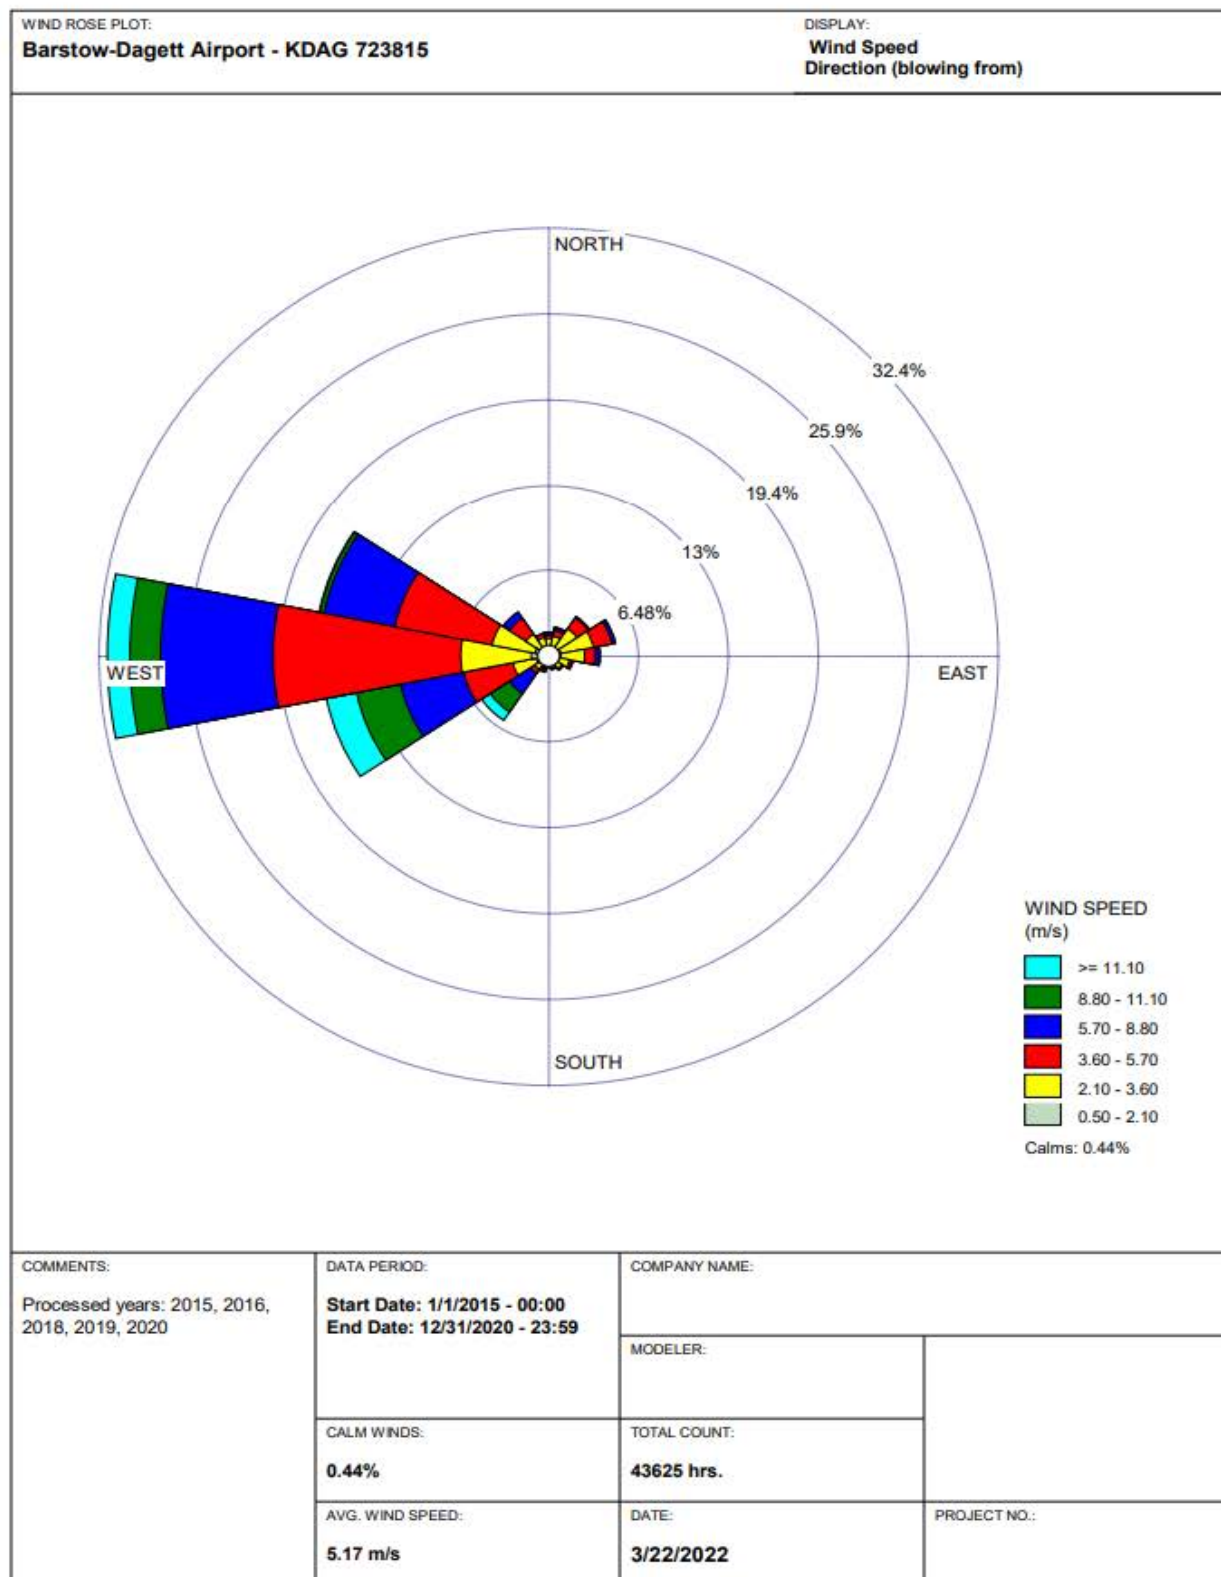 WIND ROSE PLOT:
Barstow-Dagett Airport - KDAG 723815
DISPLAY:
Wind Speed
Direction (blowing from)
NORTH
32.4%
25.9%
19.4%
13%
6.48%
WEST
EAST
SOUTH
WIND SPEED
(m/s)
>= 11.10
8.80 - 11.10
5.70 - 8.80
3.60 - 5.70
2.10 - 3.60
0.50 - 2.10
Calms: 0.44%
COMMENTS:
Processed years: 2015, 2016,
2018, 2019, 2020
DATA PERIOD:
Start Date: 1/1/2015 - 00:00
End Date: 12/31/2020 - 23:59
COMPANY NAME:
MODELER:
CALM WINDS:
0.44%
TOTAL COUNT:
43625 hrs.
AVG. WIND SPEED:
5.17 m/s
DATE:
3/22/2022
PROJECT NO.: